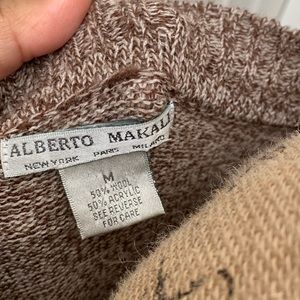 ALBERTO MAKALI
NEW YORK PARIS MILANO
M
50% WOOL
50% ACRYLIC
SEE REVERSE
FOR CARE